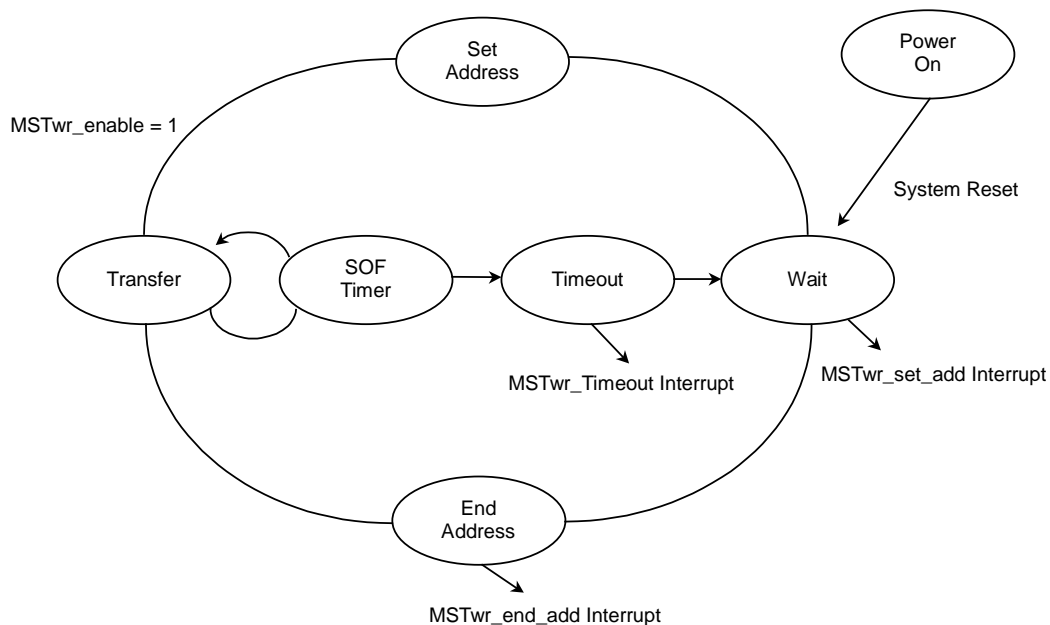 Set
Address
Power
On
MSTwr_enable = 1
System Reset
Transfer
SOF
Timer
Timeout
Wait
MSTwr_Timeout Interrupt
MSTwr_set_add Interrupt
End
Address
MSTwr_end_add Interrupt